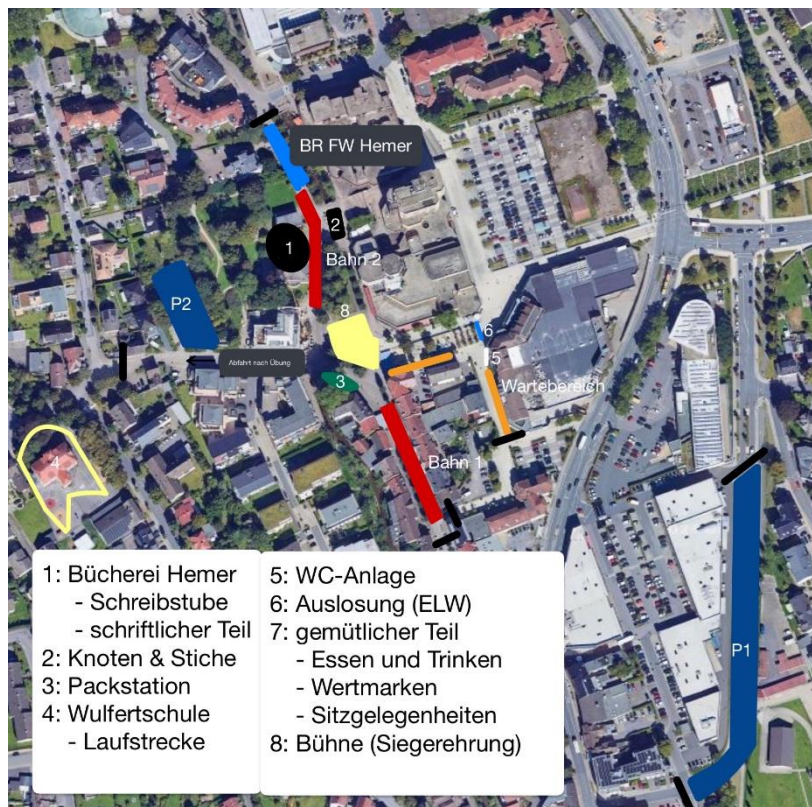 BR FW Hemer
2
1
Bahn 2
P2
8
6
Abfahrt nach Übung
5
3
Wartebereich
4
Bahn 1
P1
1: Bücherei Hemer
- Schreibstube
- schriftlicher Teil
2: Knoten & Stiche
3: Packstation
4: Wulfertschule
- Laufstrecke
5: WC-Anlage
6: Auslosung (ELW)
7: gemütlicher Teil
- Essen und Trinken
- Wertmarken
- Sitzgelegenheiten
8: Bühne (Siegerehrung)